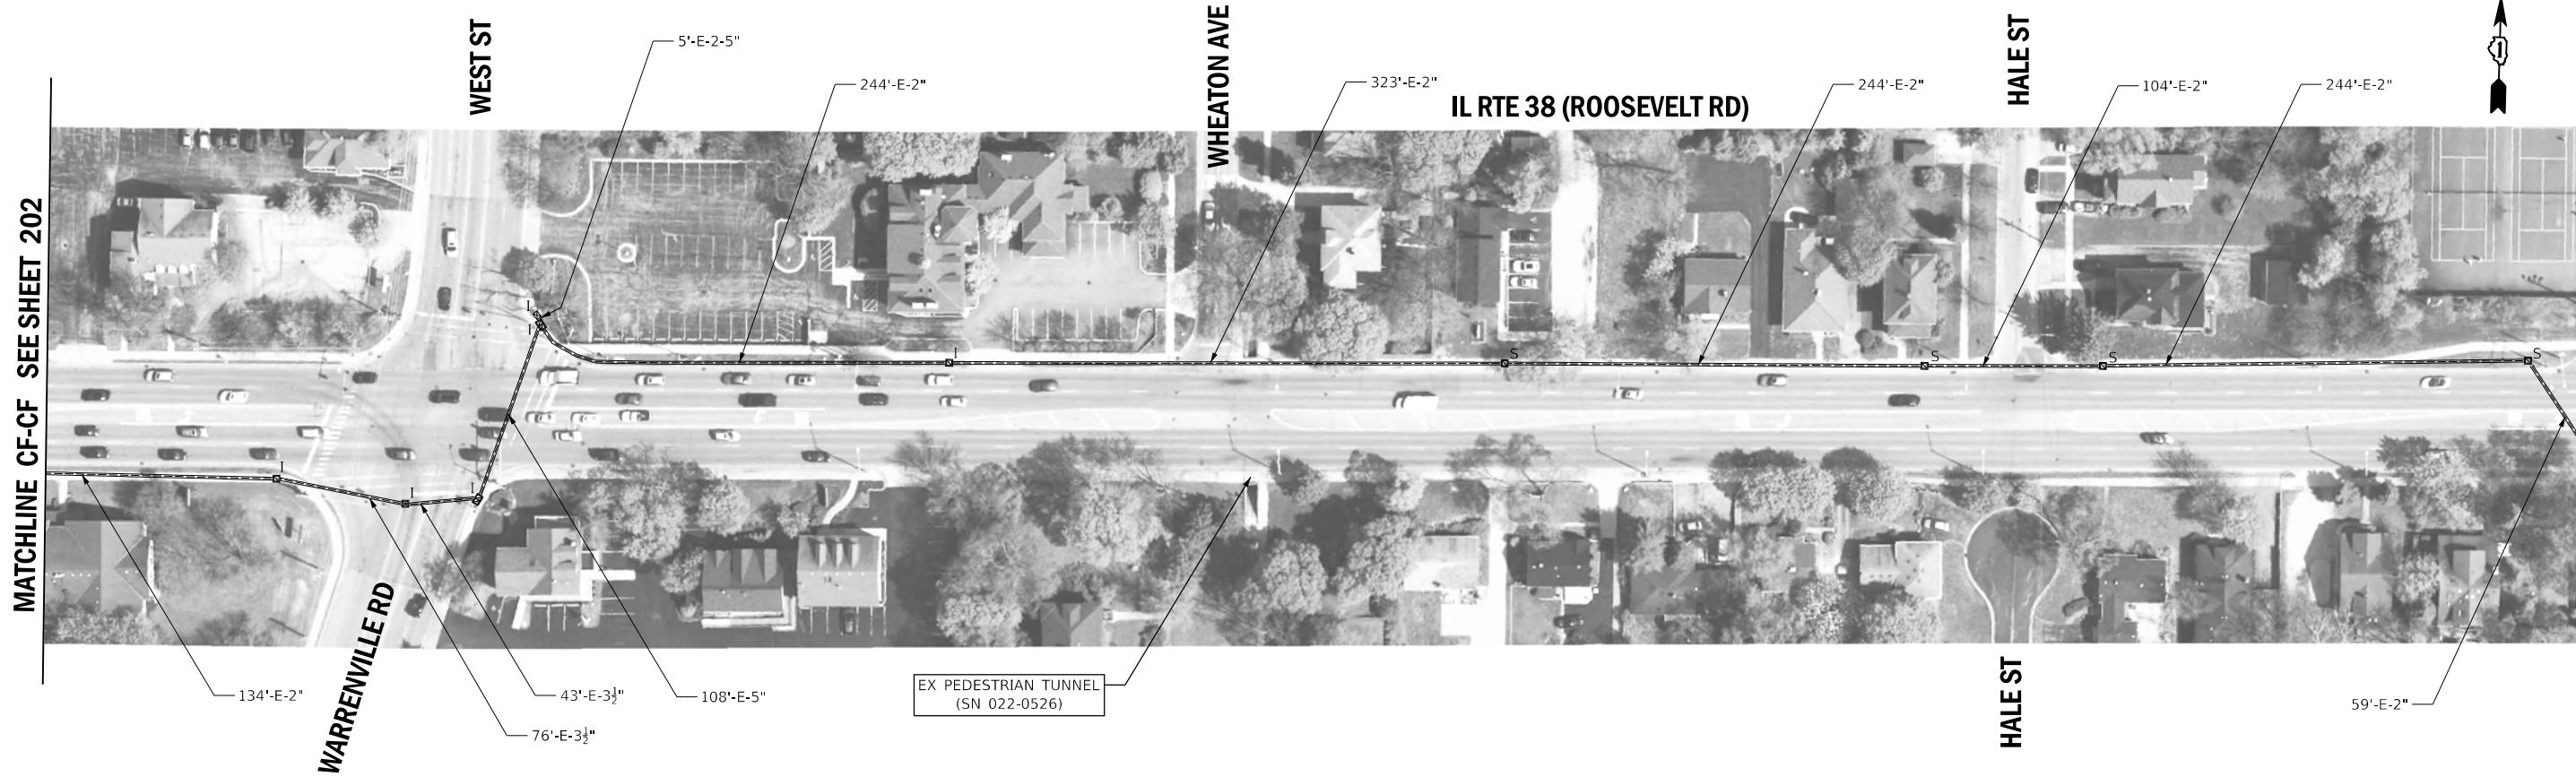 WEST ST
5'-E-2-5"
244'-E-2"
WHEATON AVE
323'-E-2"
IL RTE 38 (ROOSEVELT RD)
244'-E-2"
HALE ST
104'-E-2"
244'-E-2"
1
MATCHLINE CF-CF SEE SHEET 202
I
I
I
S
S
S
S
I
I
I
134'-E-2"
WARRENVILLE RD
43'-E-3½"
76'-E-3½"
108'-E-5"
EX PEDESTRIAN TUNNEL
(SN 022-0526)
HALE ST
59'-E-2"